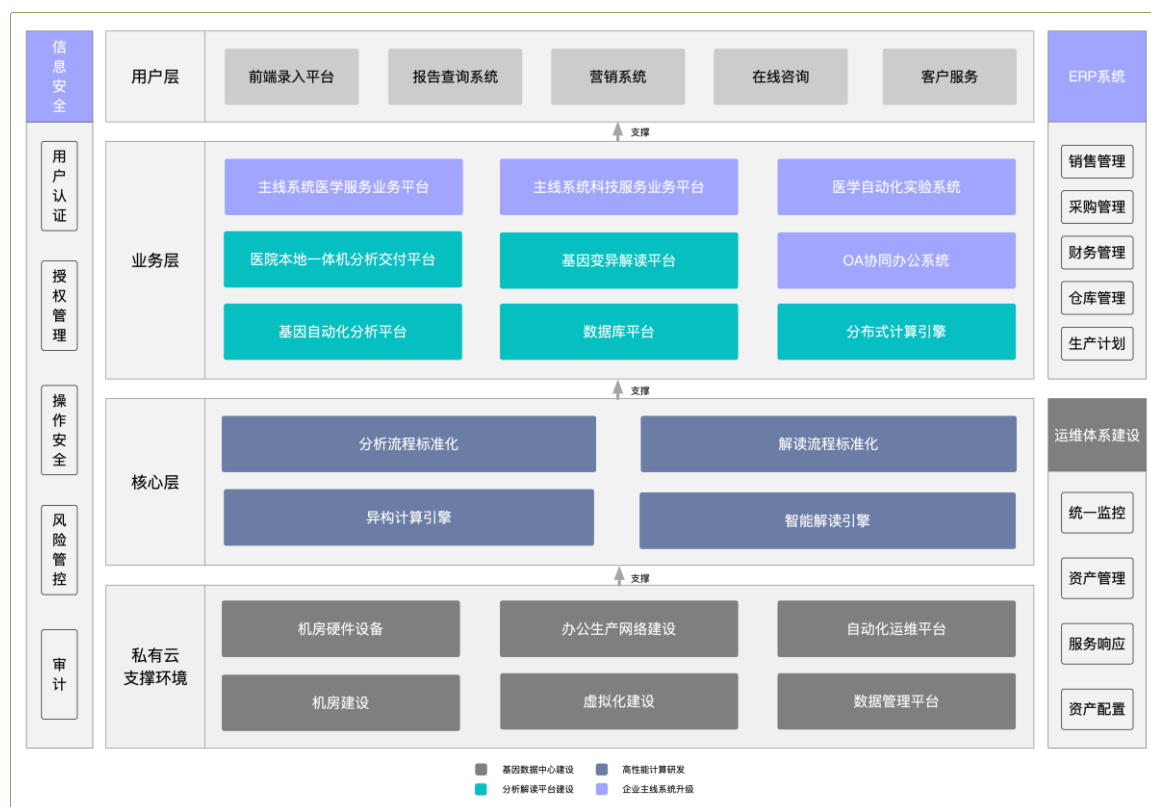 信息安全
用户认证
授权管理
操作安全
风险管控
审计
用户层
前端录入平台
报告查询系统
营销系统
在线咨询
客户服务
支撑
业务层
主线系统医学服务业务平台
主线系统科技服务业务平台
医学自动化实验系统
医院本地一体机分析交付平台
基因变异解读平台
OA协同办公系统
基因自动化分析平台
数据库平台
分布式计算引擎
支撑
核心层
分析流程标准化
解读流程标准化
异构计算引擎
智能解读引擎
支撑
私有云
支撑环境
机房硬件设备
办公生产网络建设
自动化运维平台
机房建设
虚拟化建设
数据管理平台
ERP系统
销售管理
采购管理
财务管理
仓库管理
生产计划
运维体系建设
统一监控
资产管理
服务响应
资产配置
基因数据中心建设
高性能计算研发
分析解读平台建设
企业主线系统升级